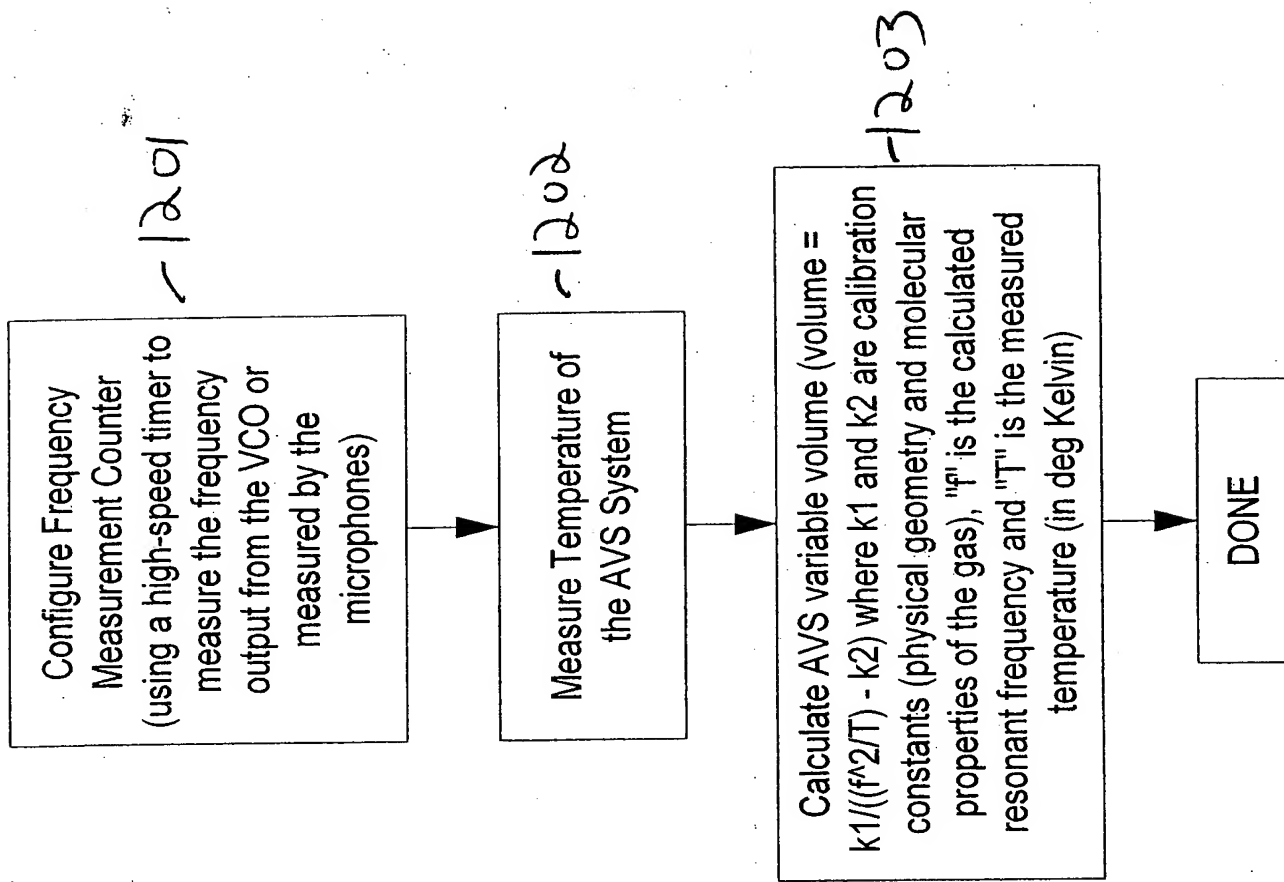 Configure Frequency
Measurement Counter
(using a high-speed timer to
measure the frequency
output from the VCO or
measured by the
microphones)
1201
Measure Temperature of
the AVS System
1202
Calculate AVS variable volume (volume =
k1/((f^2/T) - k2) where k1 and k2 are calibration
constants (physical geometry and molecular
properties of the gas), "f" is the calculated
resonant frequency and "T" is the measured
temperature (in deg Kelvin)
1203
DONE